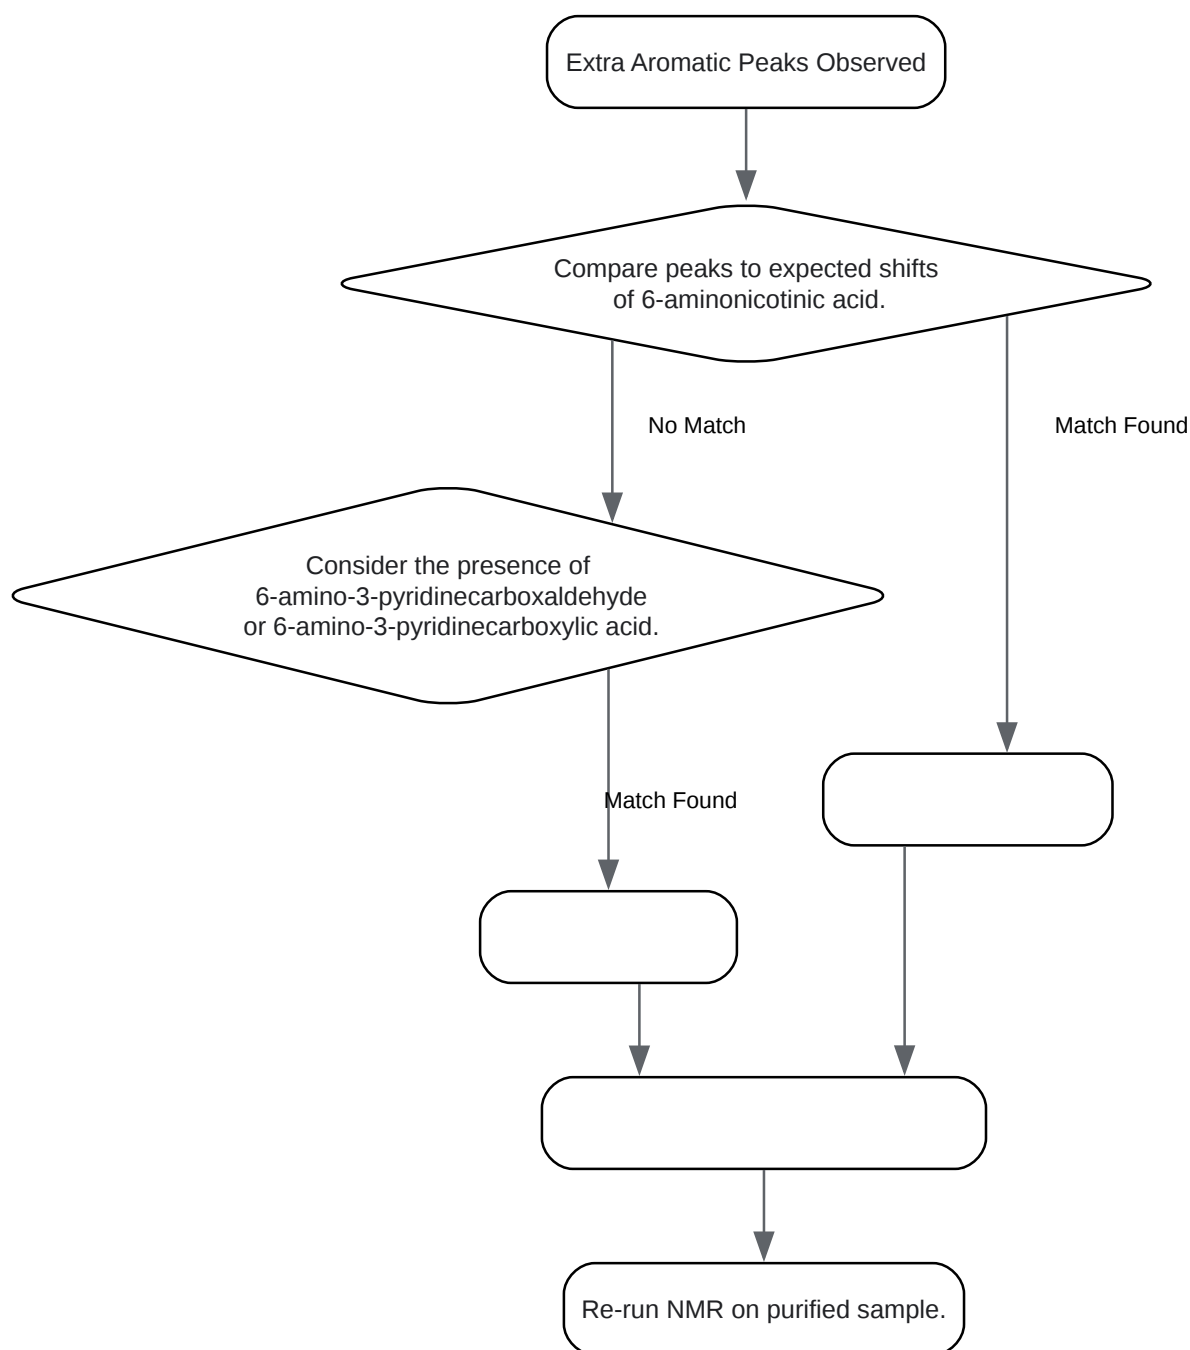 Extra Aromatic Peaks Observed
Compare peaks to expected shifts
of 6-aminonicotinic acid.
No Match
Match Found
Consider the presence of
6-amino-3-pyridinecarboxaldehyde
or 6-amino-3-pyridinecarboxylic acid.
Match Found
Re-run NMR on purified sample.